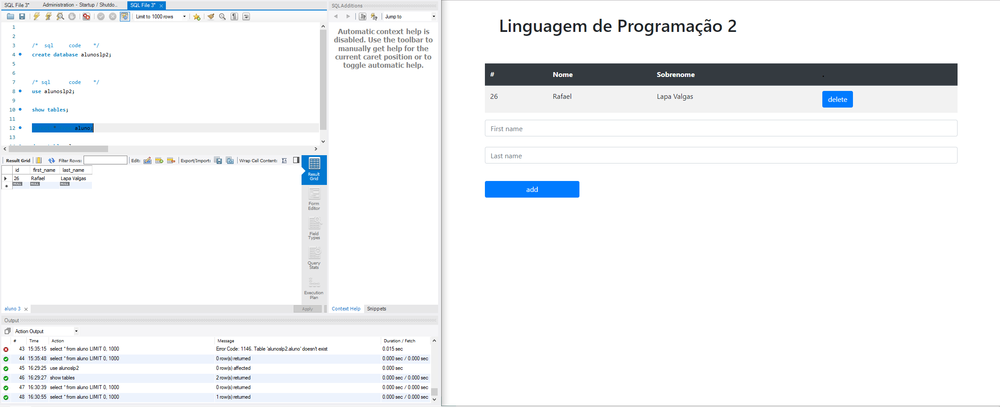 SQL File 3*
Administration - Startup / Shutdo...
SQL File 3*
Limit to 1000 rows
1
2
3 /* sql code */
4 create database alunoslp2;
5
6
7 /* sql code */
8 use alunoslp2;
9
10 show tables;
11
12 * aluno;
13
Result Grid
Filter Rows:
Edit:
Export/Import:
Wrap Cell Content:
id first_name last_name
26 Rafael Lapa Valgas
NULL NULL NULL
Result
Grid
Form
Editor
Field
Types
Query
Stats
Execution
Plan
aluno 3
Apply
SQLAdditions
Jump to
Automatic context help is
disabled. Use the toolbar to
manually get help for the
current caret position or to
toggle automatic help.
Context Help Snippets
Output
Action Output
# Time Action Message Duration / Fetch
43 15:35:15 select * from aluno LIMIT 0, 1000 Error Code: 1146. Table 'alunoslp2.aluno' doesn't exist 0.015 sec
44 15:35:48 select * from aluno LIMIT 0, 1000 0 row(s) returned 0.000 sec / 0.000 sec
45 16:29:25 use alunoslp2 0 row(s) affected 0.000 sec
46 16:29:27 show tables 2 row(s) returned 0.000 sec / 0.000 sec
47 16:30:39 select * from aluno LIMIT 0, 1000 0 row(s) returned 0.000 sec / 0.000 sec
48 16:30:55 select * from aluno LIMIT 0, 1000 1 row(s) returned 0.000 sec / 0.000 sec
Linguagem de Programação 2
# Nome Sobrenome .
26 Rafael Lapa Valgas delete
First name
Last name
add